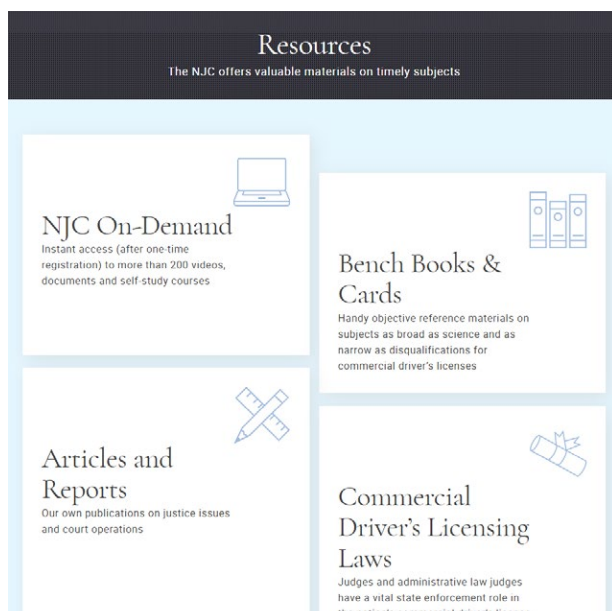 Resources
The NJC offers valuable materials on timely subjects
NJC On-Demand
Instant access (after one-time
registration) to more than 200 videos,
documents and self-study courses
Bench Books &
Cards
Handy objective reference materials on
subjects as broad as science and as
narrow as disqualifications for
commercial driver's licenses
Articles and
Reports
Our own publications on justice issues
and court operations
Commercial
Driver's Licensing
Laws
Judges and administrative law judges
have a vital state enforcement role in